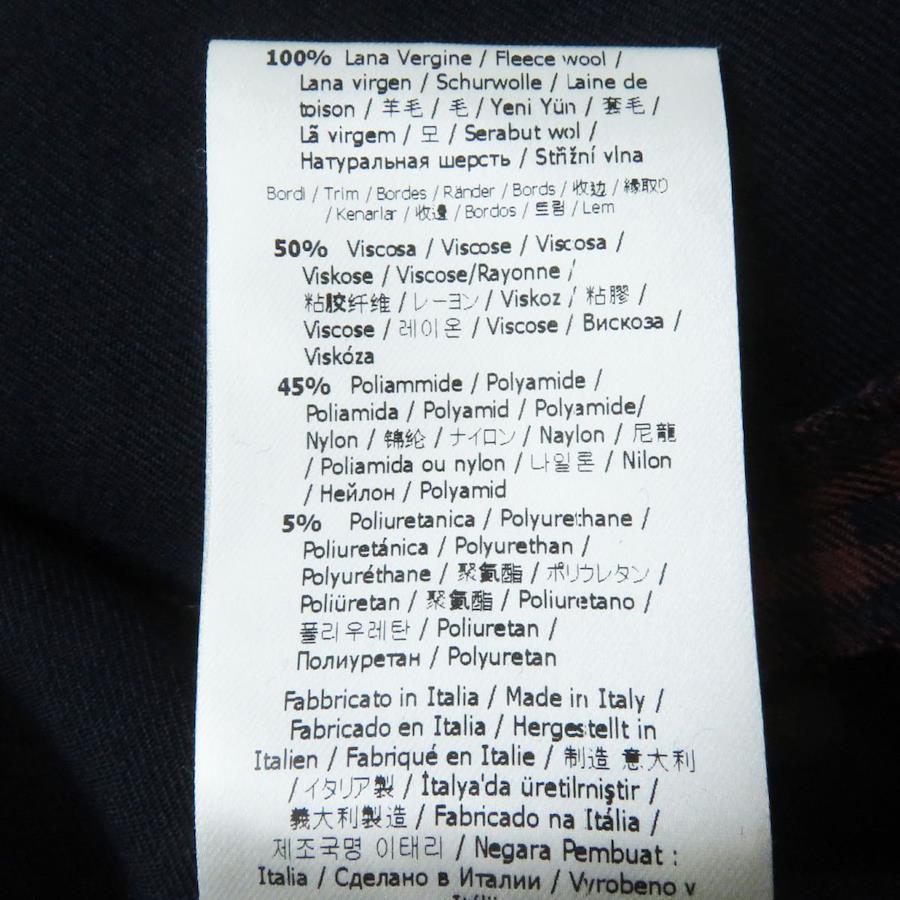 100% Lana Vergine / Fleece wool /
Lana virgen / Schurwolle / Laine de
toison / 羊毛 / 毛 / Yeni Yün / 套毛 /
Lã virgem / 모 / Serabut wol /
Натуральная шерсть / Střižní vlna
Bordi / Trim / Bordes / Ränder / Bords / 收边 / 縁取り
/ Kenarlar / 收邊 / Bordos / 트림 / Lem
50% Viscosa / Viscose / Viscosa /
Viskose / Viscose/Rayonne /
粘胶纤维 / レーヨン / Viskoz / 粘膠 /
Viscose / 레이온 / Viscose / Вискоза /
Viskóza
45% Poliammide / Polyamide /
Poliamida / Polyamid / Polyamide/
Nylon / 锦纶 / ナイロン / Naylon / 尼龍
/ Poliamida ou nylon / 나일론 / Nilon
/ Нейлон / Polyamid
5% Poliuretanica / Polyurethane /
Poliuretánica / Polyurethan /
Polyuréthane / 聚氨酯 / ポリウレタン /
Poliüretan / 聚氨酯 / Poliuretano /
폴리우레탄 / Poliuretan /
Полиуретан / Polyuretan
Fabbricato in Italia / Made in Italy /
Fabricado en Italia / Hergestellt in
Italien / Fabriqué en Italie / 制造 意大利
/ イタリア製 / İtalya'da üretilmiştir /
義大利製造 / Fabricado na Itália /
제조국명 이태리 / Negara Pembuat :
Italia / Сделано в Италии / Vyrobeno v